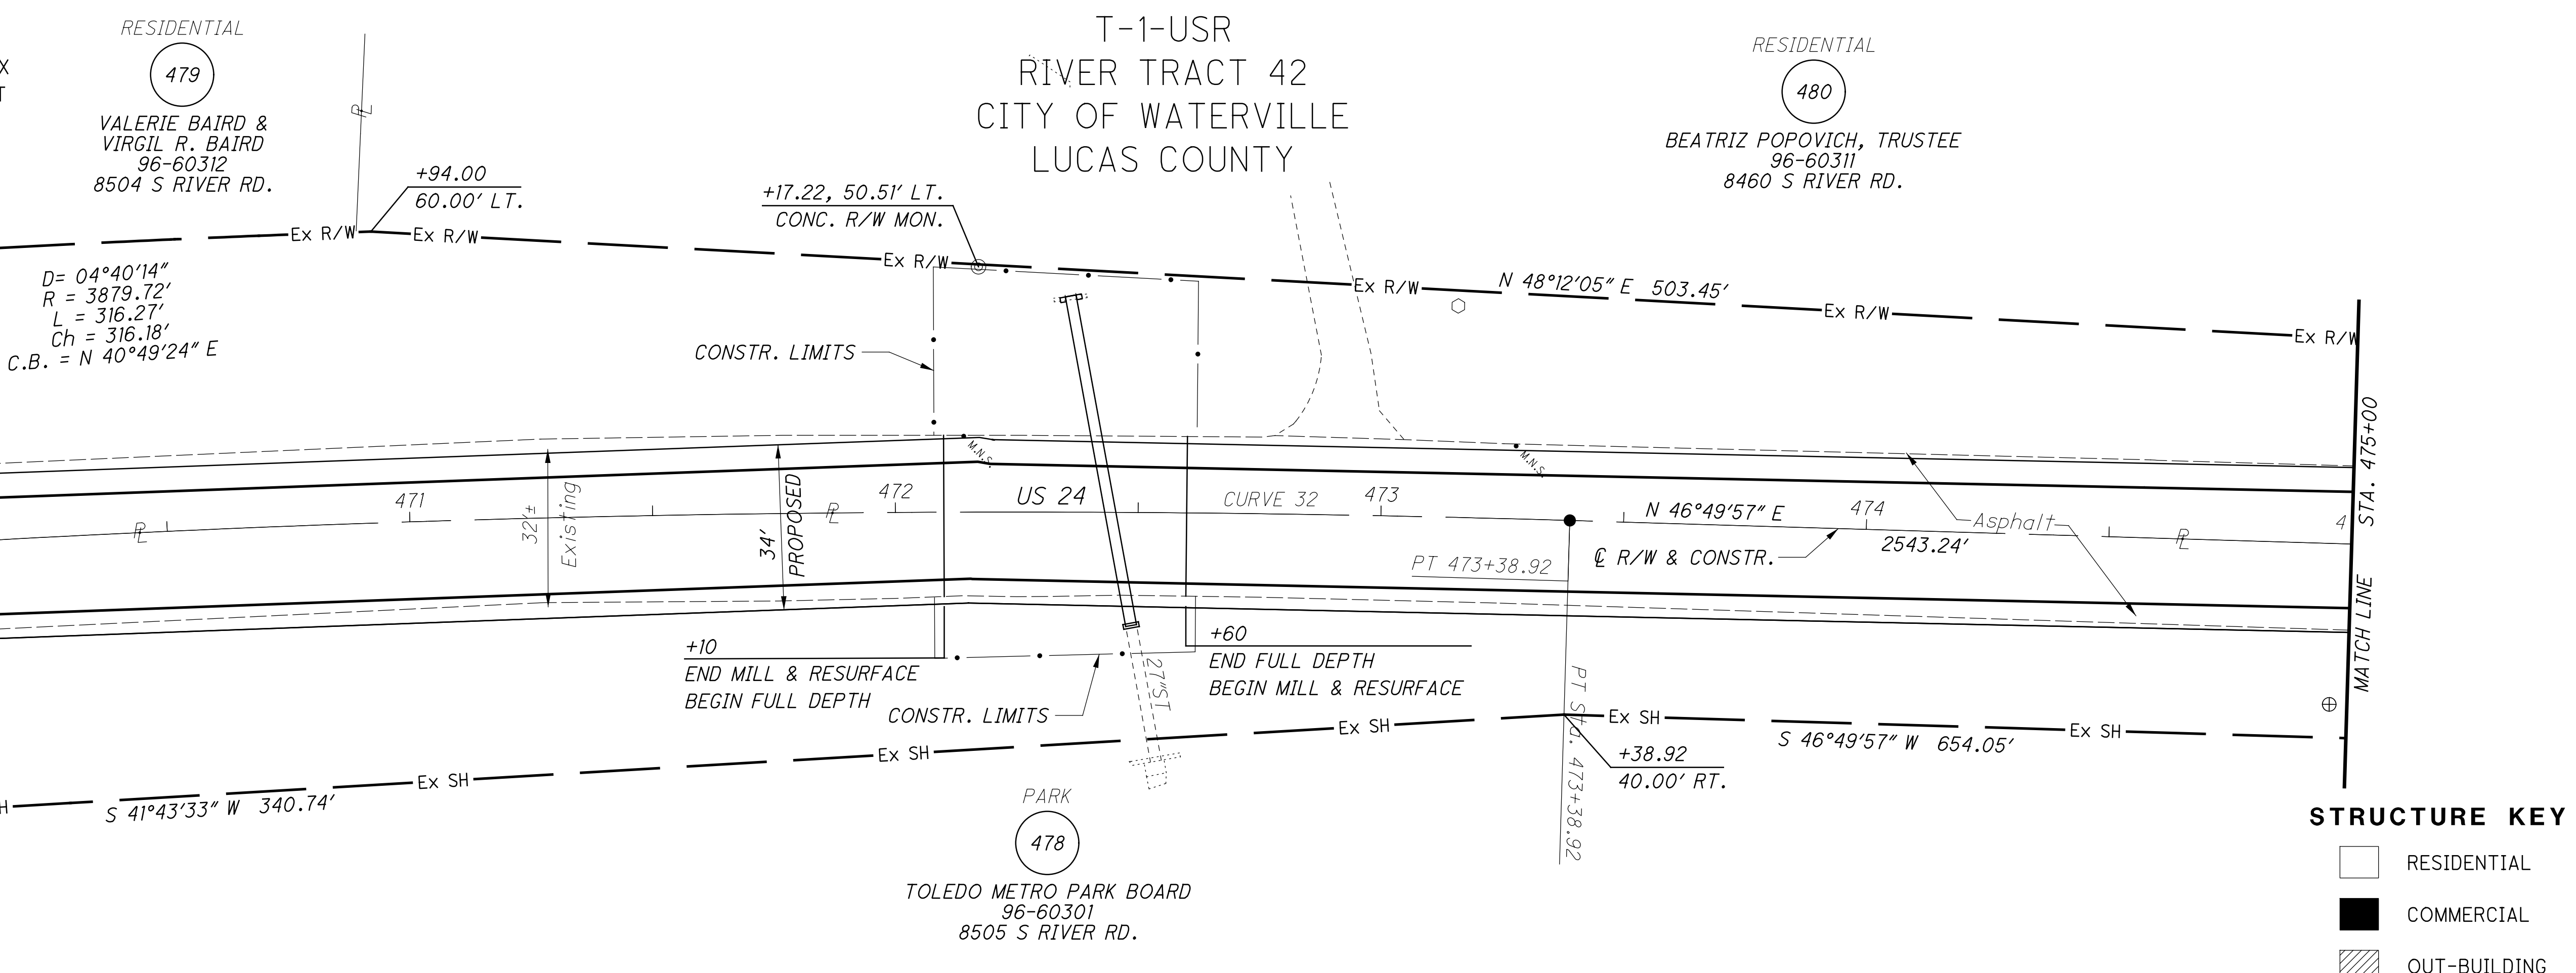 T-1-USR
RIVER TRACT 42
CITY OF WATERVILLE
LUCAS COUNTY
X
T
RESIDENTIAL
479
VALERIE BAIRD &
VIRGIL R. BAIRD
96-60312
8504 S RIVER RD.
PL
+94.00
60.00' LT.
+17.22, 50.51' LT.
CONC. R/W MON.
RESIDENTIAL
480
BEATRIZ POPOVICH, TRUSTEE
96-60311
8460 S RIVER RD.
Ex R/W
Ex R/W
Ex R/W
Ex R/W
N 48°12'05" E 503.45'
Ex R/W
Ex R/W
D= 04°40'14"
R = 3879.72'
L = 316.27'
Ch = 316.18'
C.B. = N 40°49'24" E
CONSTR. LIMITS
M.N.S.
M.N.S.
PL
471
32'±
Existing
34'
PROPOSED
PL
472
US 24
CURVE 32
473
N 46°49'57" E
474
Asphalt
PL
4
2543.24'
CL R/W & CONSTR.
PT 473+38.92
STA. 475+00
MATCH LINE
+10
END MILL & RESURFACE
BEGIN FULL DEPTH
CONSTR. LIMITS
27"ST
+60
END FULL DEPTH
BEGIN MILL & RESURFACE
PT Sta. 473+38.92
H
S 41°43'33" W 340.74'
Ex SH
Ex SH
Ex SH
Ex SH
S 46°49'57" W 654.05'
Ex SH
+38.92
40.00' RT.
PARK
478
TOLEDO METRO PARK BOARD
96-60301
8505 S RIVER RD.
STRUCTURE KEY
RESIDENTIAL
COMMERCIAL
OUT-BUILDING